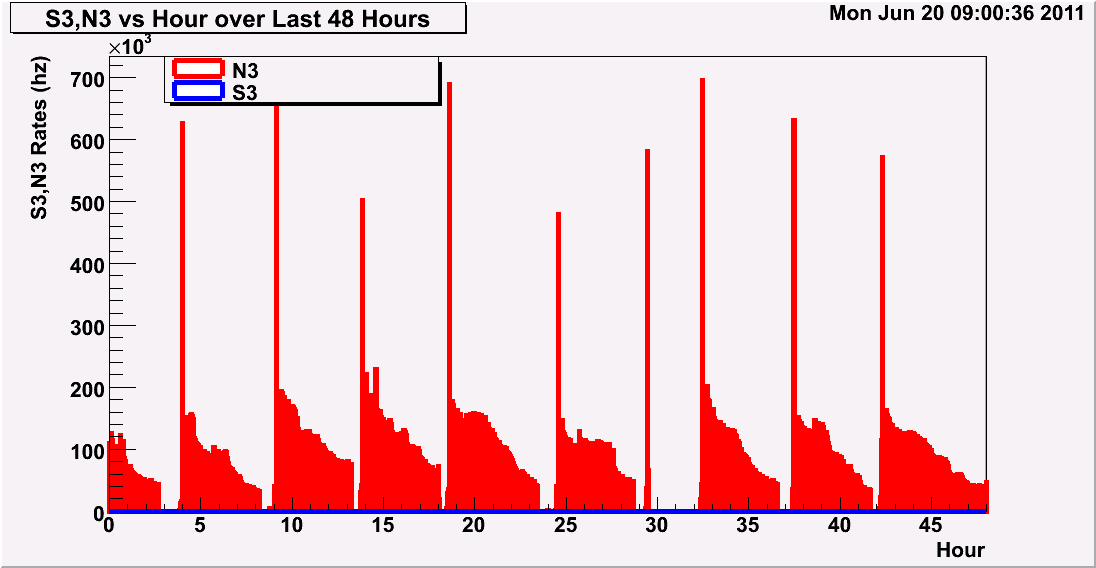 S3,N3 vs Hour over Last 48 Hours
Mon Jun 20 09:00:36 2011
×10³
S3,N3 Rates (hz)
N3
S3
700
600
500
400
300
200
100
0
0 5 10 15 20 25 30 35 40 45
Hour